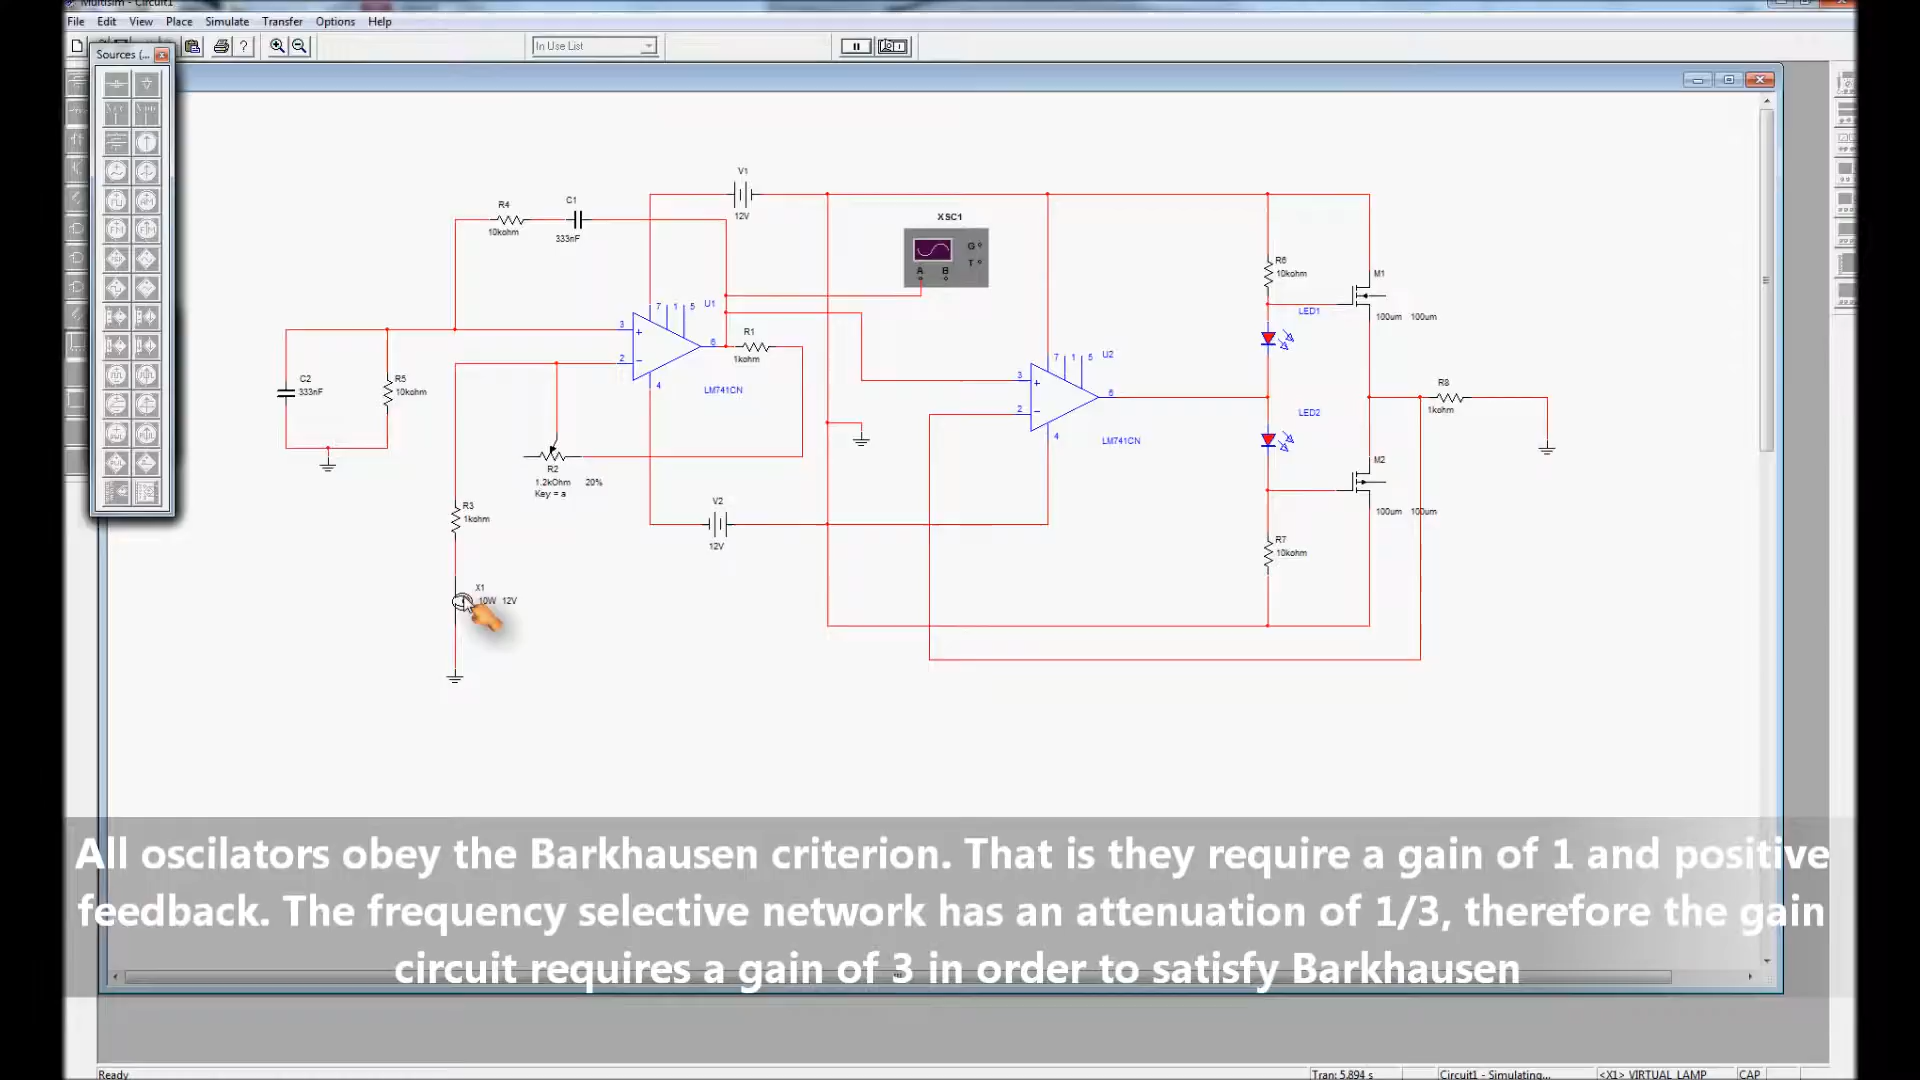 Multisim - Circuit1
File Edit View Place Simulate Transfer Options Help
In Use List
Sources (...
V1
12V
R4
10kohm
C1
333nF
XSC1
G
T
A B
R6
10kohm
M1
100um 100um
LED1
7 1 5
U1
3
2
6
4
LM741CN
R1
1kohm
7 1 5
U2
3
2
6
4
LM741CN
C2
333nF
R5
10kohm
R8
1kohm
LED2
R2
1.2kOhm 20%
Key = a
M2
100um 100um
R3
1kohm
V2
12V
R7
10kohm
X1
10W 12V
All oscilators obey the Barkhausen criterion. That is they require a gain of 1 and positive
feedback. The frequency selective network has an attenuation of 1/3, therefore the gain
circuit requires a gain of 3 in order to satisfy Barkhausen
Ready
Tran: 5.894 s
Circuit1 - Simulating...
<X1> VIRTUAL_LAMP
CAP